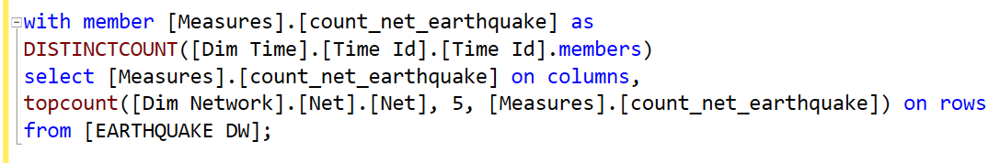 with member [Measures].[count_net_earthquake] as
DISTINCTCOUNT([Dim Time].[Time Id].[Time Id].members)
select [Measures].[count_net_earthquake] on columns,
topcount([Dim Network].[Net].[Net], 5, [Measures].[count_net_earthquake]) on rows
from [EARTHQUAKE DW];